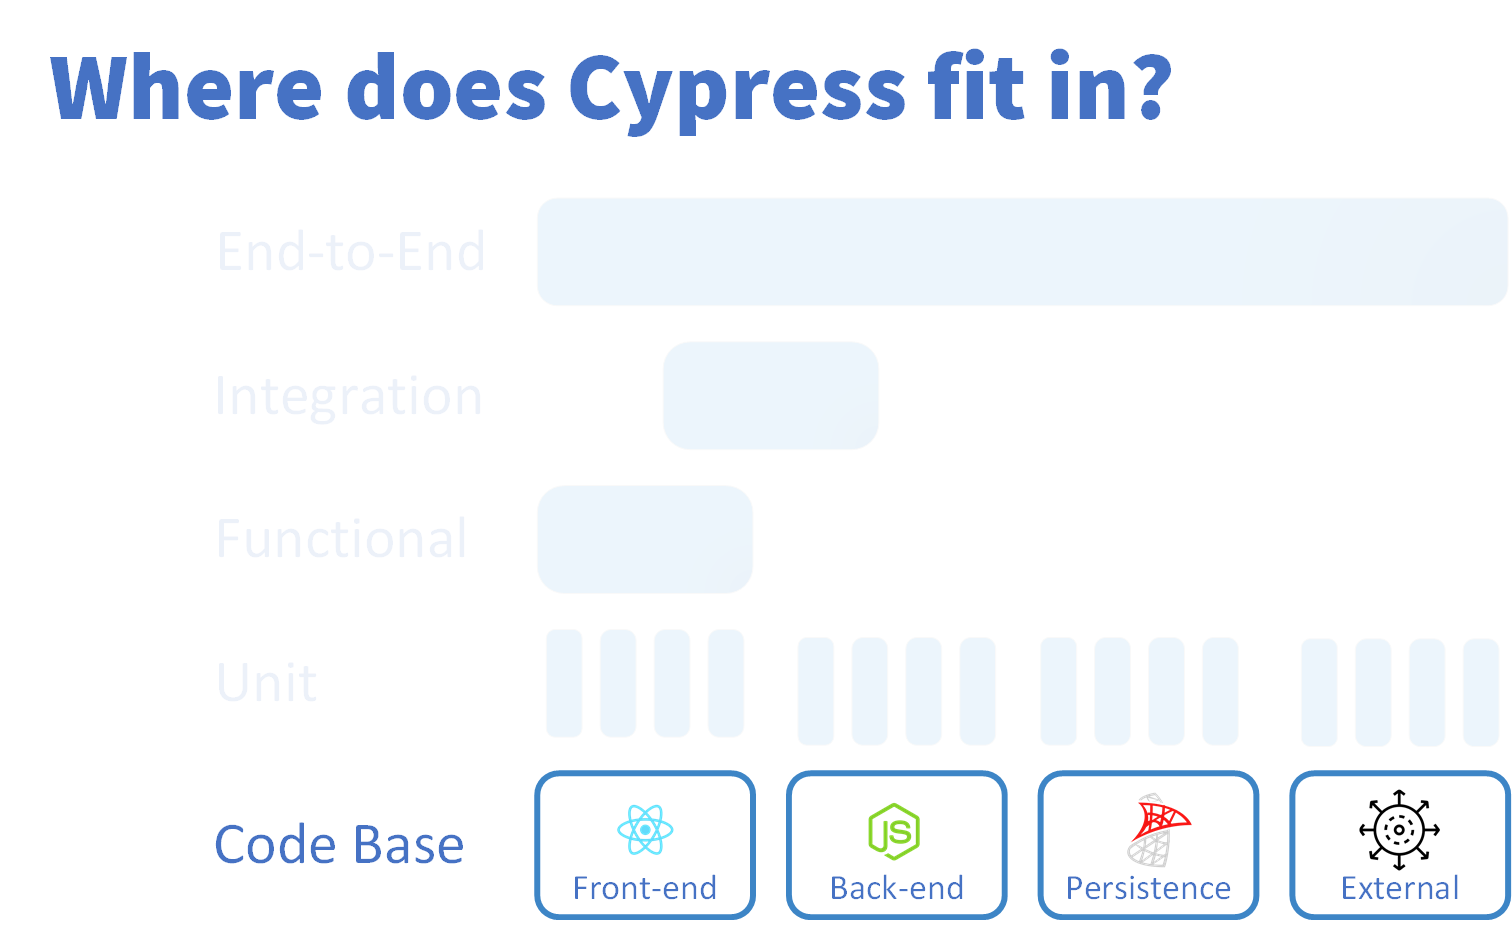 Where does Cypress fit in?
End-to-End
Integration
Functional
Unit
Code Base
JS
Front-end
Back-end
Persistence
External